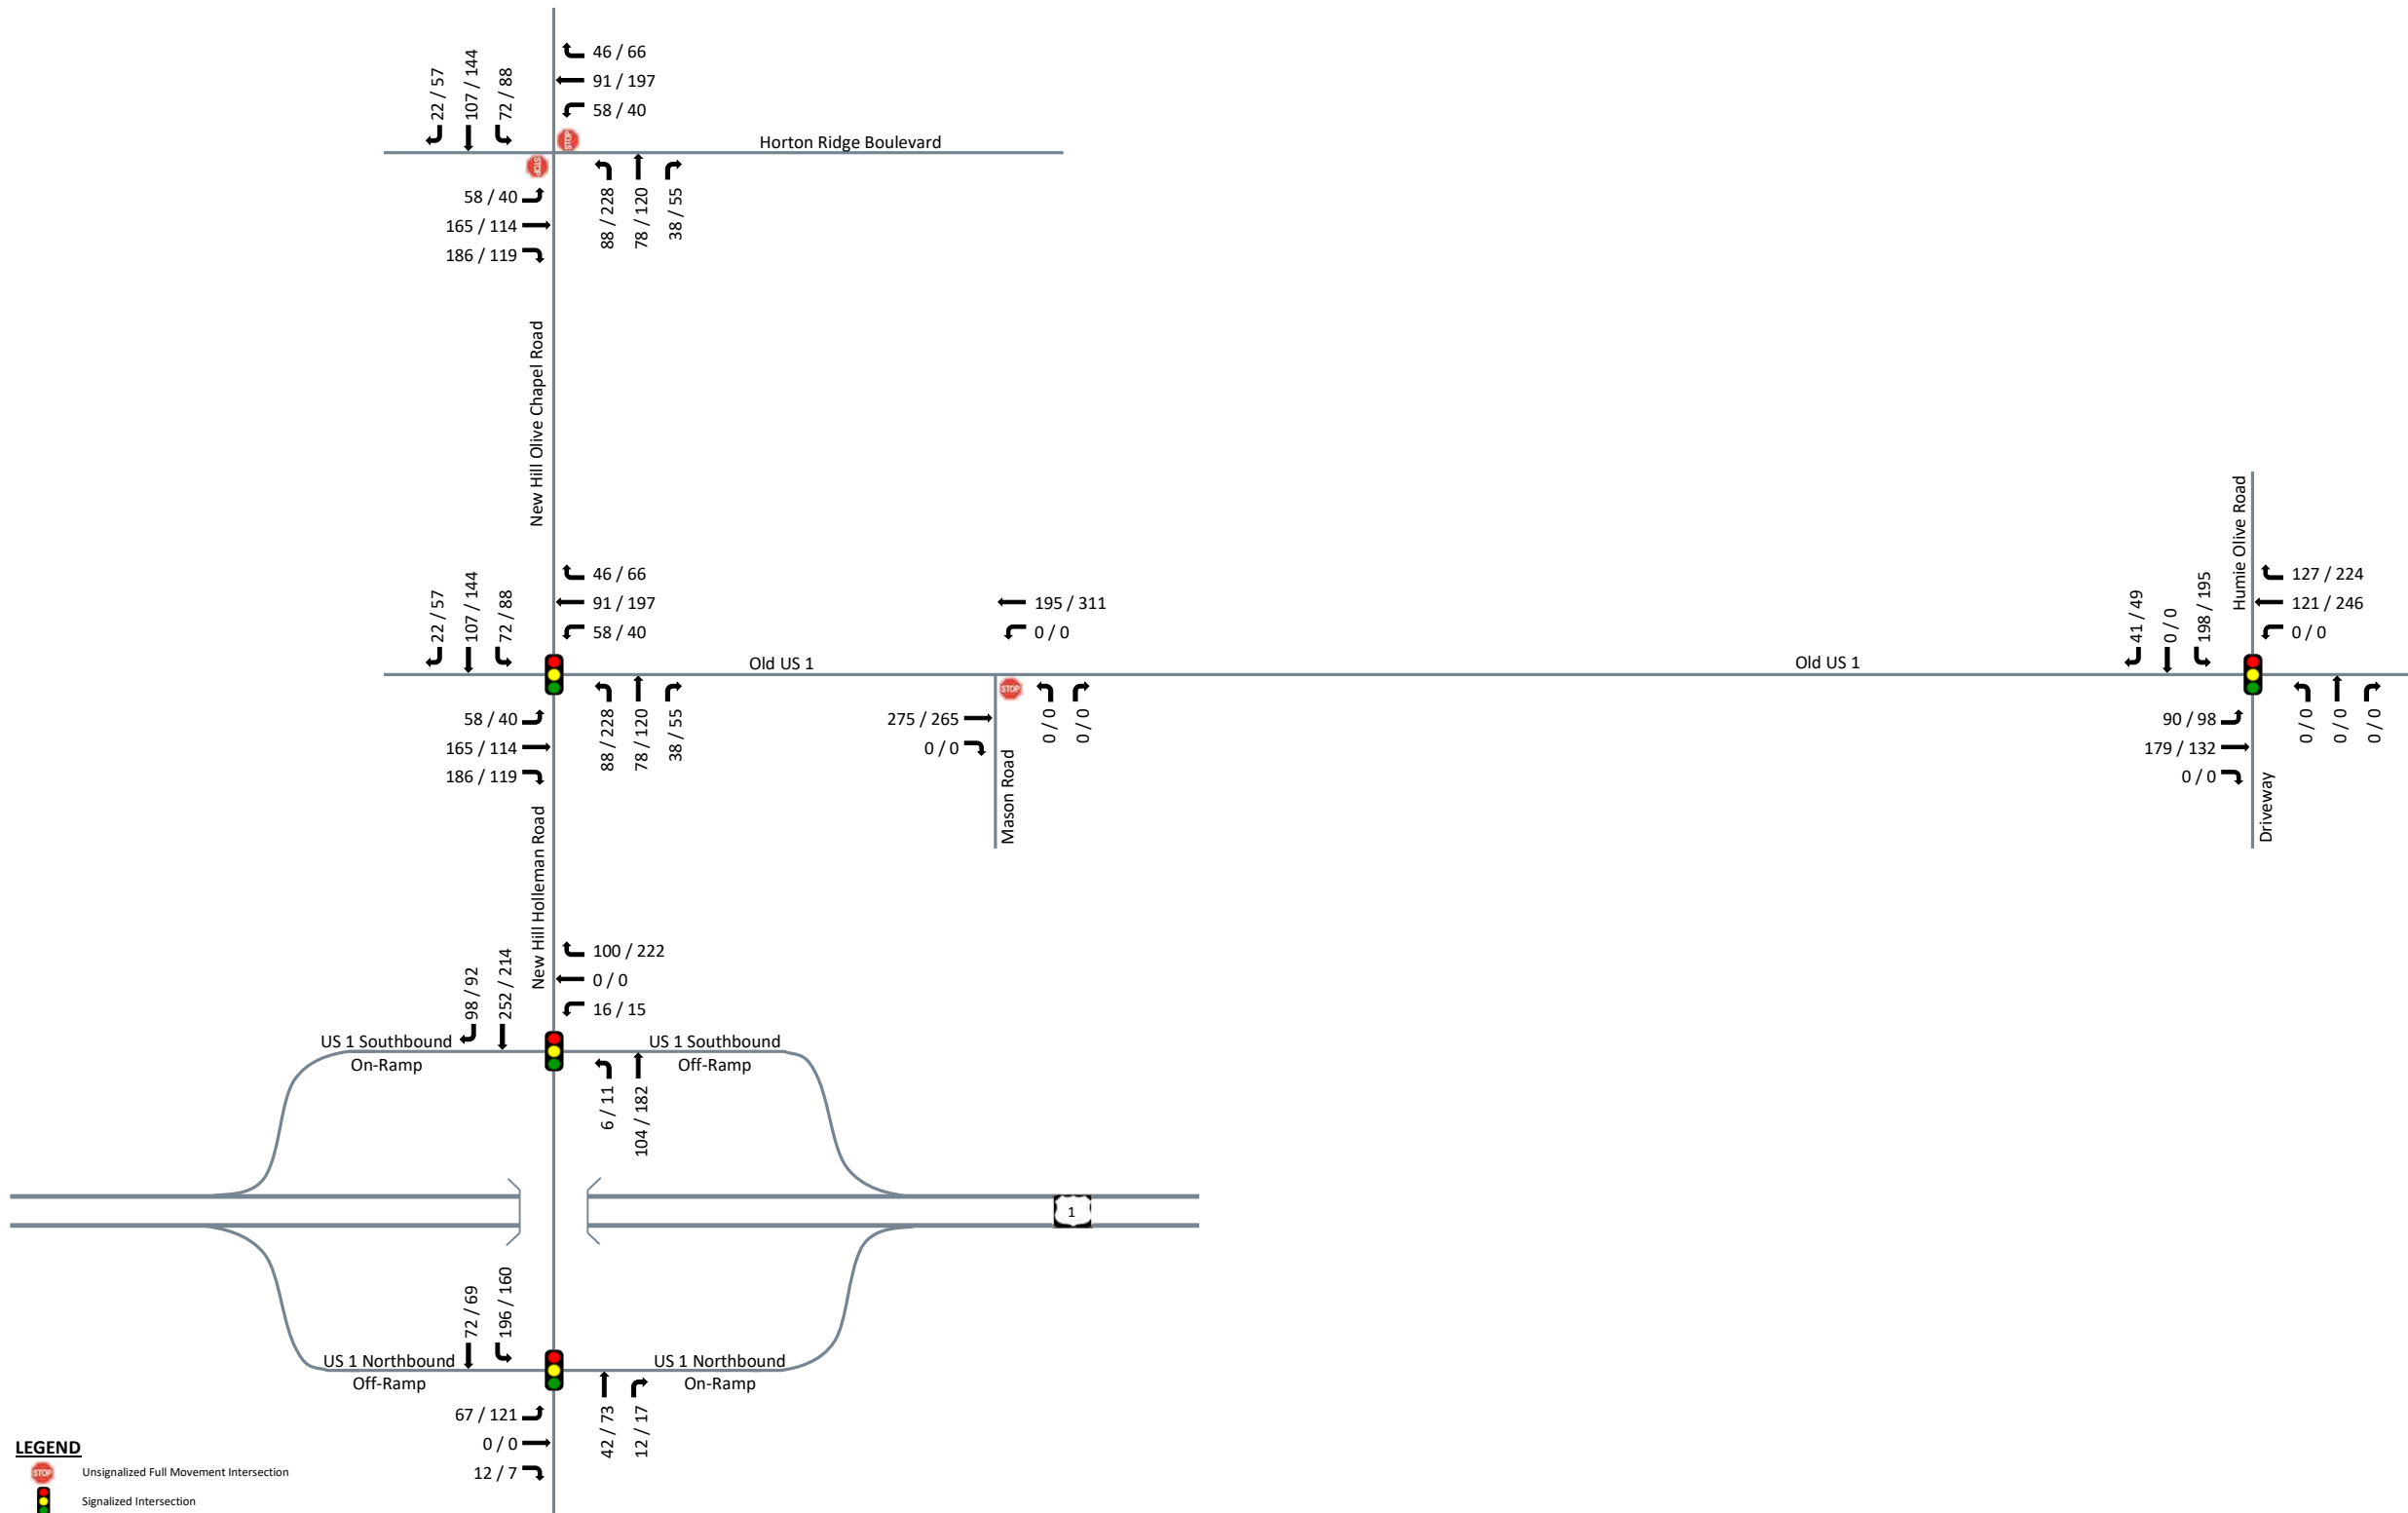 46 / 66
91 / 197
58 / 40
22 / 57
107 / 144
72 / 88
STOP
Horton Ridge Boulevard
STOP
58 / 40
165 / 114
186 / 119
88 / 228
78 / 120
38 / 55
New Hill Olive Chapel Road
46 / 66
91 / 197
58 / 40
22 / 57
107 / 144
72 / 88
Old US 1
58 / 40
165 / 114
186 / 119
88 / 228
78 / 120
38 / 55
195 / 311
0 / 0
STOP
275 / 265
0 / 0
0 / 0
0 / 0
Mason Road
Old US 1
Humie Olive Road
127 / 224
121 / 246
0 / 0
41 / 49
0 / 0
198 / 195
90 / 98
179 / 132
0 / 0
0 / 0
0 / 0
0 / 0
Driveway
New Hill Holleman Road
100 / 222
0 / 0
16 / 15
98 / 92
252 / 214
US 1 Southbound
On-Ramp
US 1 Southbound
Off-Ramp
6 / 11
104 / 182
1
72 / 69
196 / 160
US 1 Northbound
Off-Ramp
US 1 Northbound
On-Ramp
67 / 121
0 / 0
12 / 7
42 / 73
12 / 17
LEGEND
STOP
Unsignalized Full Movement Intersection
Signalized Intersection